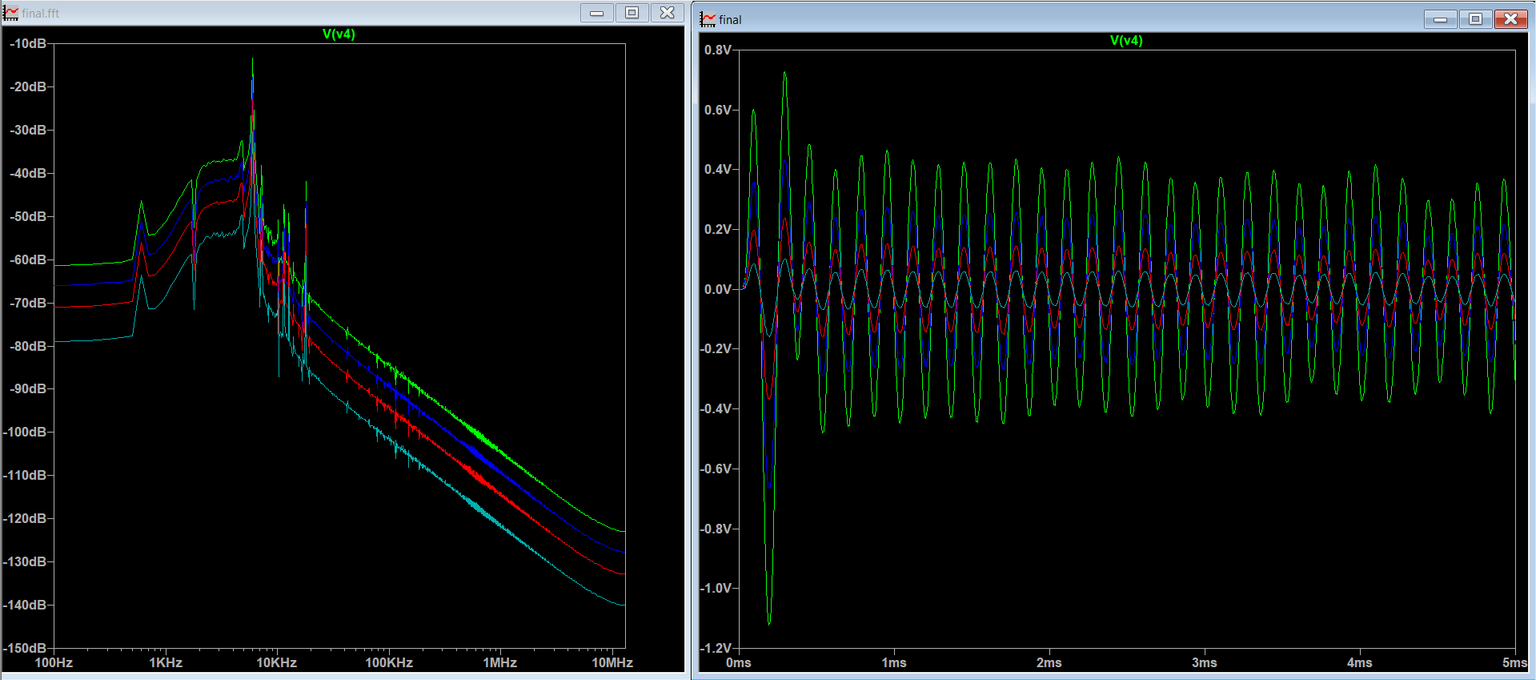 final.fft
V(v4)
-10dB
-20dB
-30dB
-40dB
-50dB
-60dB
-70dB
-80dB
-90dB
-100dB
-110dB
-120dB
-130dB
-140dB
-150dB
100Hz 1KHz 10KHz 100KHz 1MHz 10MHz
final
V(v4)
0.8V
0.6V
0.4V
0.2V
0.0V
-0.2V
-0.4V
-0.6V
-0.8V
-1.0V
-1.2V
0ms 1ms 2ms 3ms 4ms 5ms